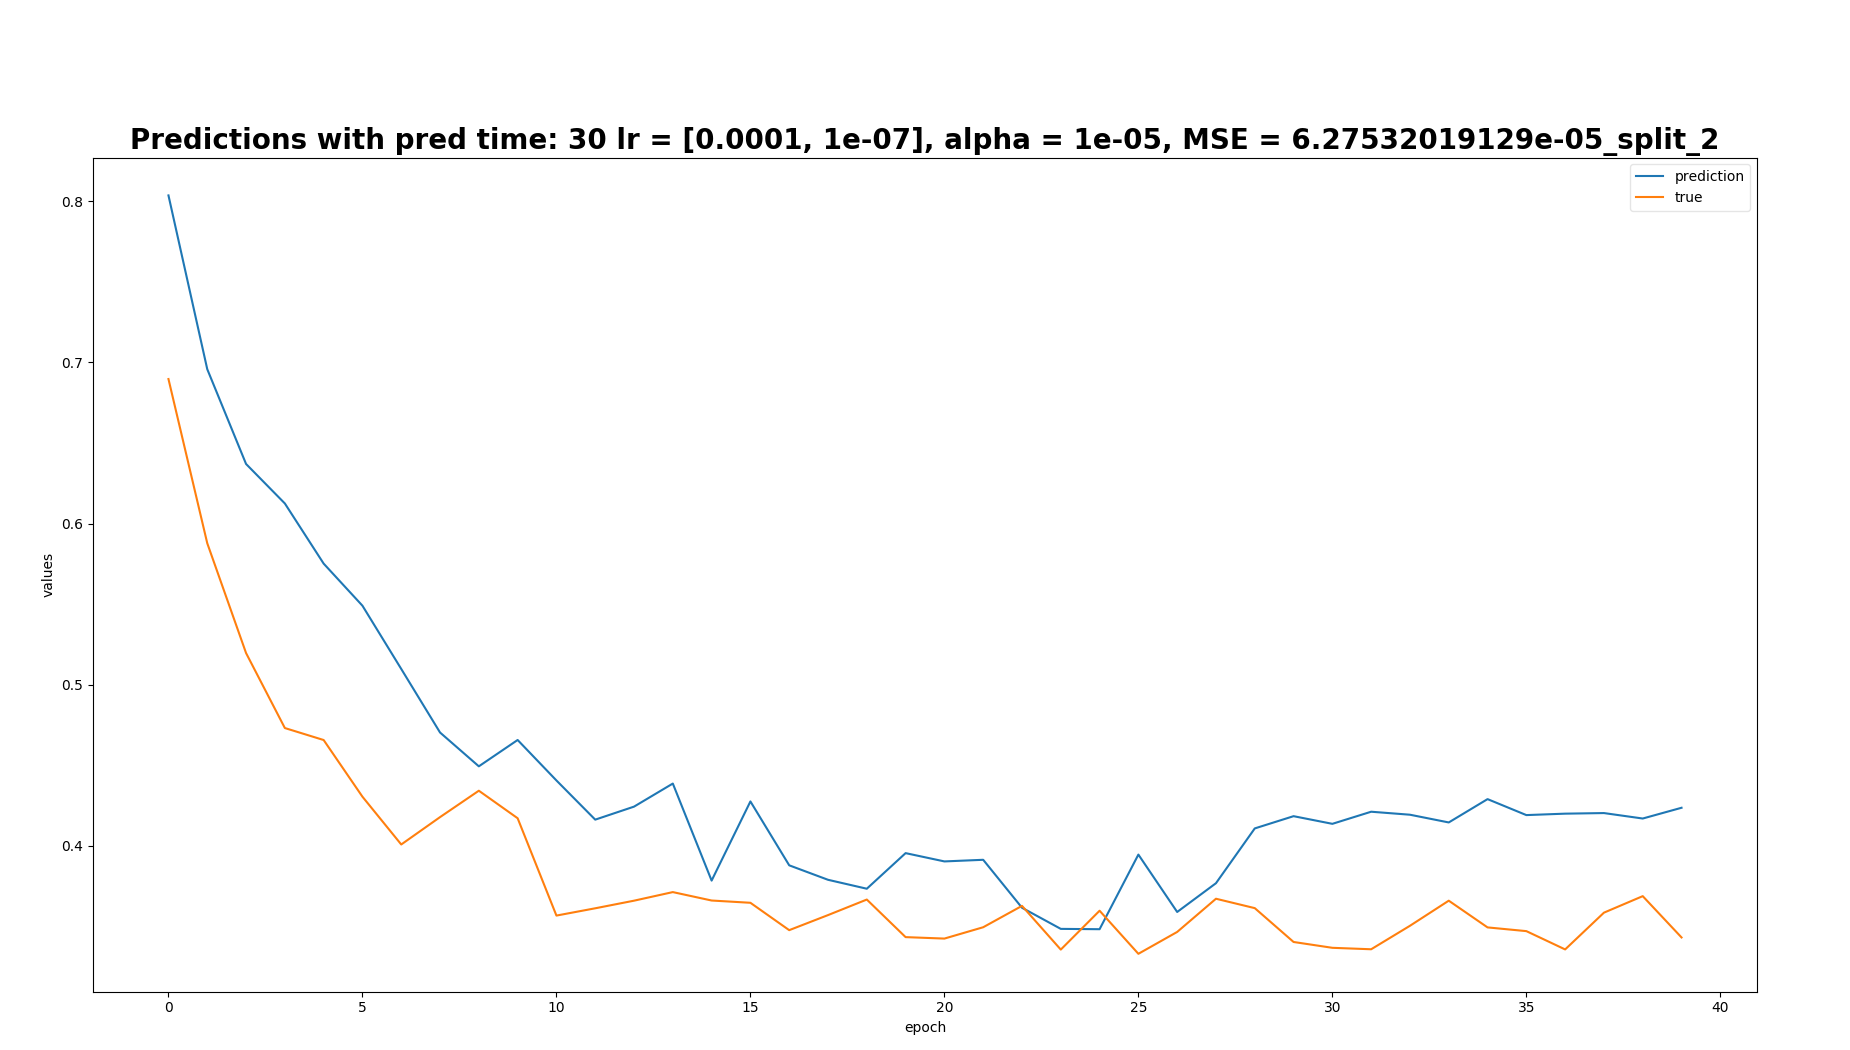 Predictions with pred time: 30 lr = [0.0001, 1e-07], alpha = 1e-05, MSE = 6.27532019129e-05_split_2
prediction
true
0.8
0.7
0.6
0.5
0.4
values
0 5 10 15 20 25 30 35 40
epoch